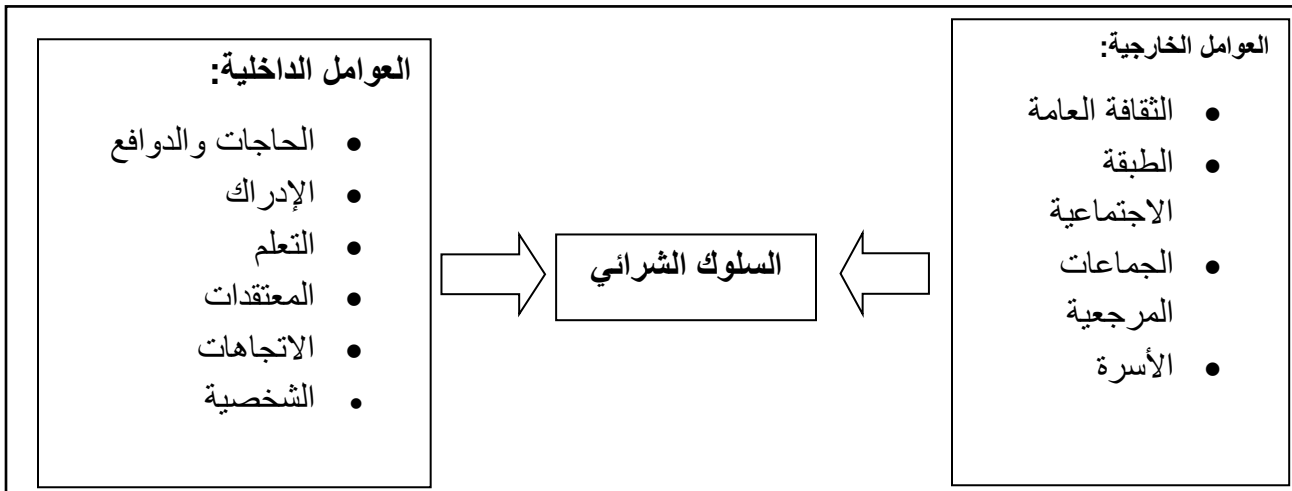 العوامل الخارجية:
• الثقافة العامة
• الطبقة
الاجتماعية
• الجماعات
المرجعية
• الأسرة
السلوك الشرائي
العوامل الداخلية:
• الحاجات والدوافع
• الإدراك
• التعلم
• المعتقدات
• الاتجاهات
• الشخصية